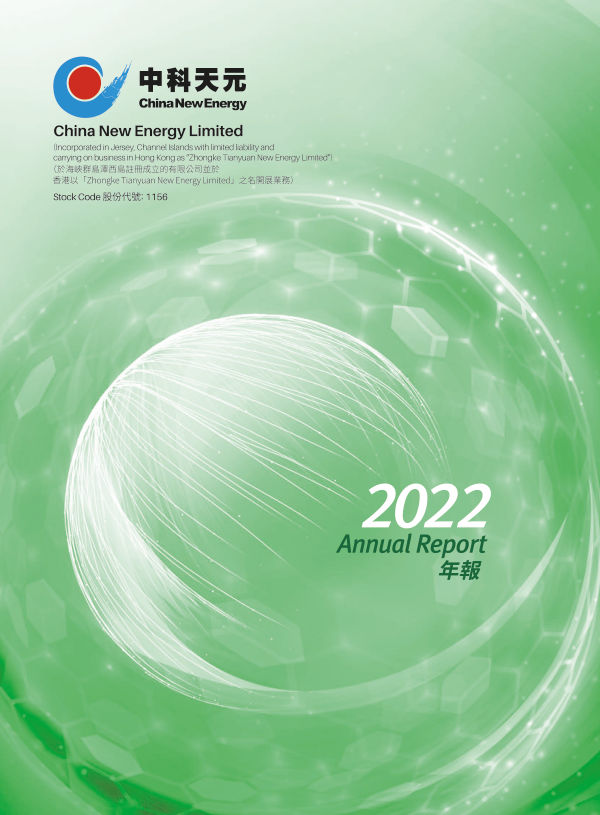 中科天元
China New Energy
China New Energy Limited
(Incorporated in Jersey, Channel Islands with limited liability and
carrying on business in Hong Kong as "Zhongke Tianyuan New Energy Limited")
(於海峽群島澤西島註冊成立的有限公司並於
香港以「Zhongke Tianyuan New Energy Limited」之名開展業務)
Stock Code 股份代號: 1156
2022
Annual Report
年報